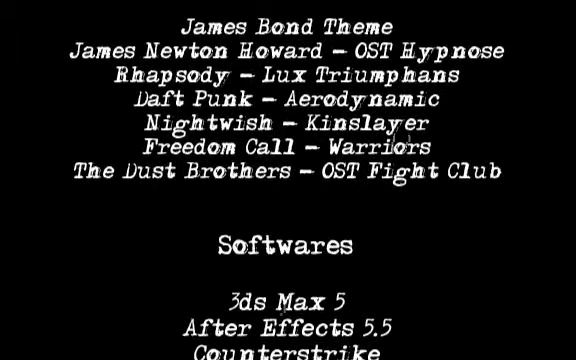 James Bond Theme
James Newton Howard - OST Hypnose
Rhapsody - Lux Triumphans
Daft Punk - Aerodynamic
Nightwish - Kinslayer
Freedom Call - Warriors
The Dust Brothers - OST Fight Club
Softwares
3ds Max 5
After Effects 5.5
Counterstrike